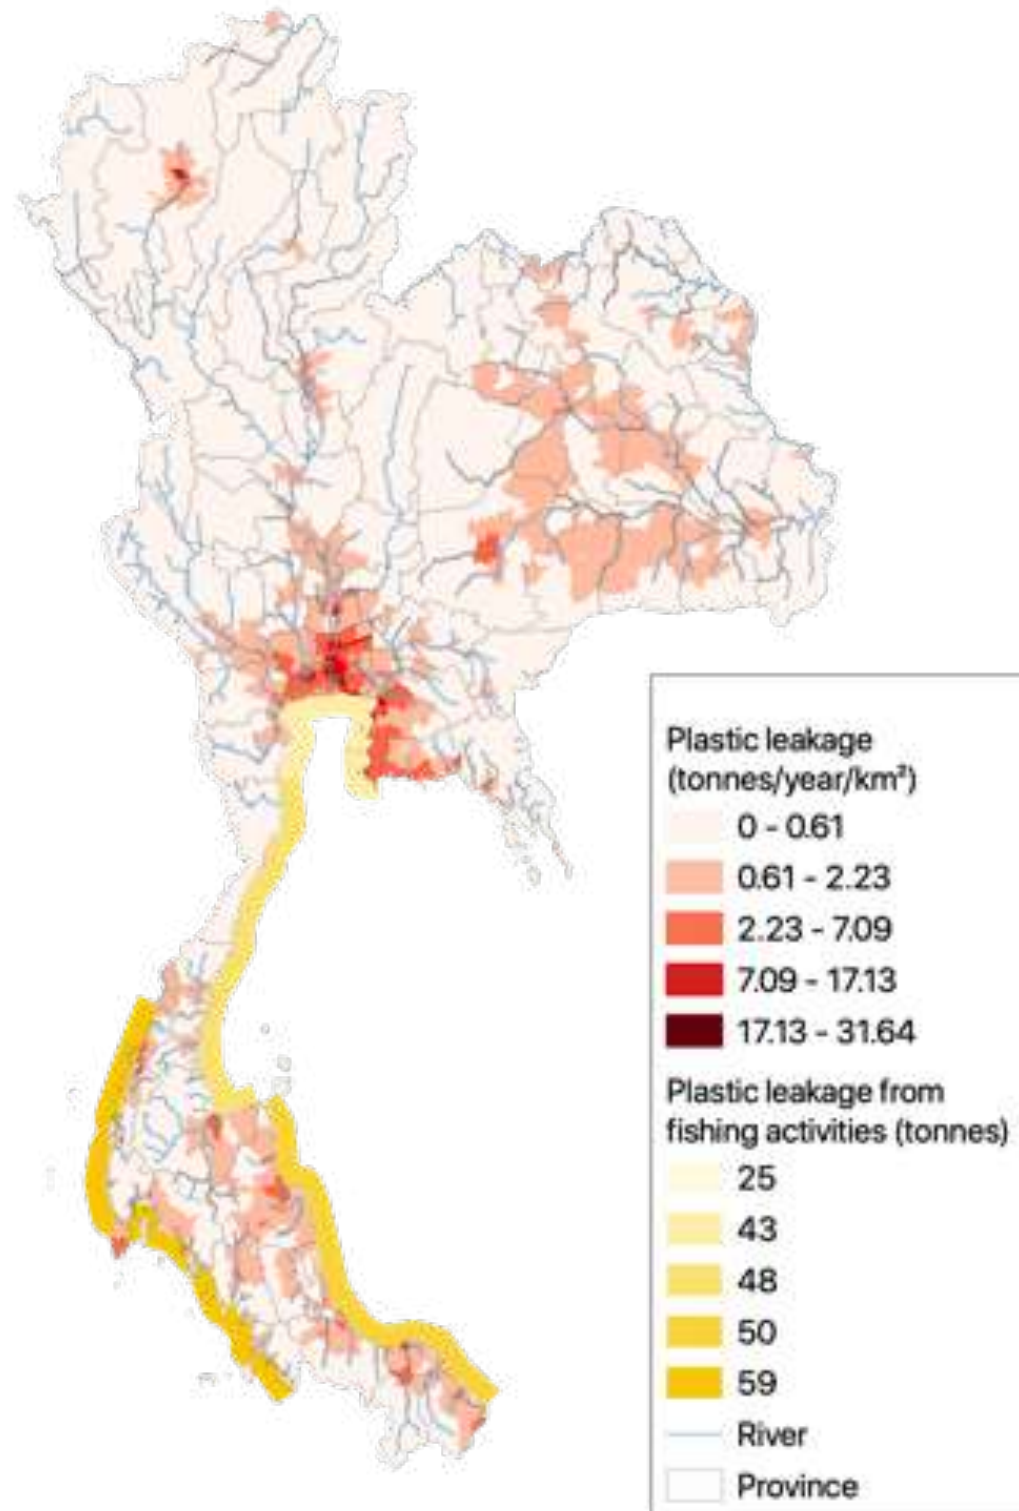 Plastic leakage
(tonnes/year/km²)
0 - 0.61
0.61 - 2.23
2.23 - 7.09
7.09 - 17.13
17.13 - 31.64
Plastic leakage from
fishing activities (tonnes)
25
43
48
50
59
River
Province